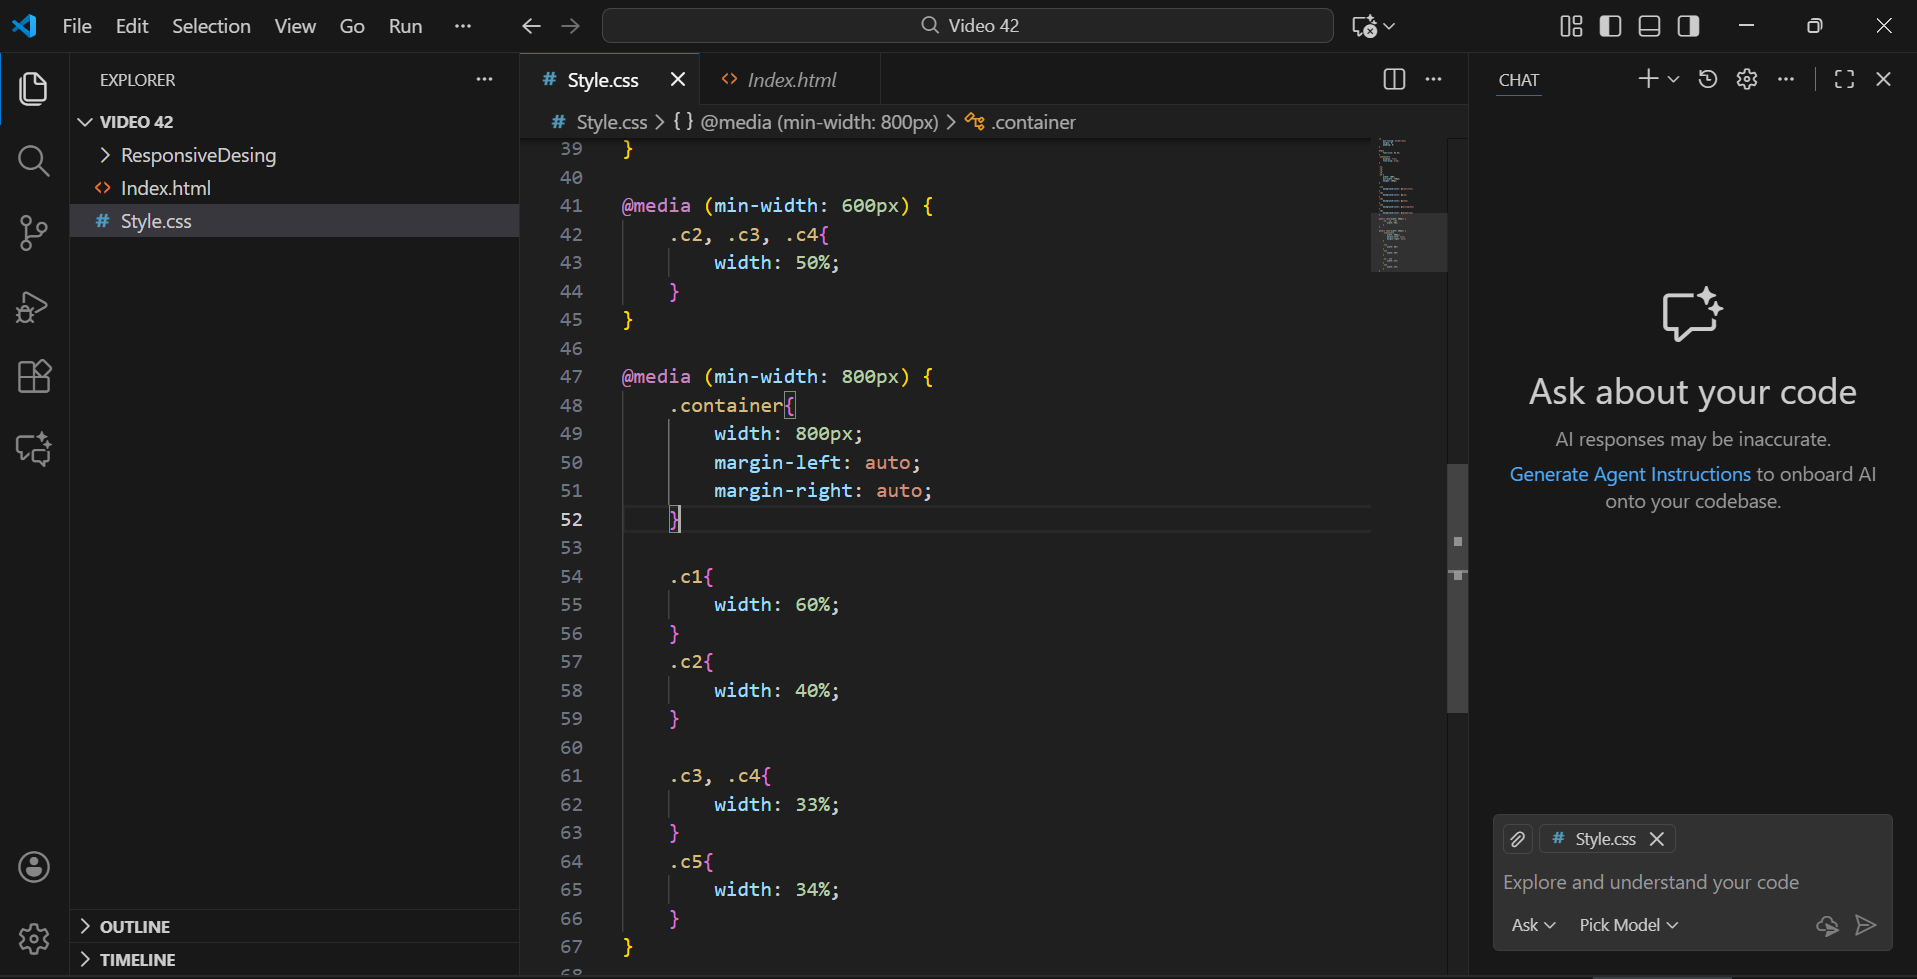 File Edit Selection View Go Run ···
Video 42
EXPLORER ···
VIDEO 42
ResponsiveDesing
<> Index.html
# Style.css
OUTLINE
TIMELINE
# Style.css
<> Index.html
# Style.css > { } @media (min-width: 800px) > .container
39 }
40
41 @media (min-width: 600px) {
42 .c2, .c3, .c4{
43 width: 50%;
44 }
45 }
46
47 @media (min-width: 800px) {
48 .container{
49 width: 800px;
50 margin-left: auto;
51 margin-right: auto;
52 }
53
54 .c1{
55 width: 60%;
56 }
57 .c2{
58 width: 40%;
59 }
60
61 .c3, .c4{
62 width: 33%;
63 }
64 .c5{
65 width: 34%;
66 }
67 }
68
CHAT
Ask about your code
AI responses may be inaccurate.
Generate Agent Instructions to onboard AI
onto your codebase.
# Style.css
Explore and understand your code
Ask Pick Model